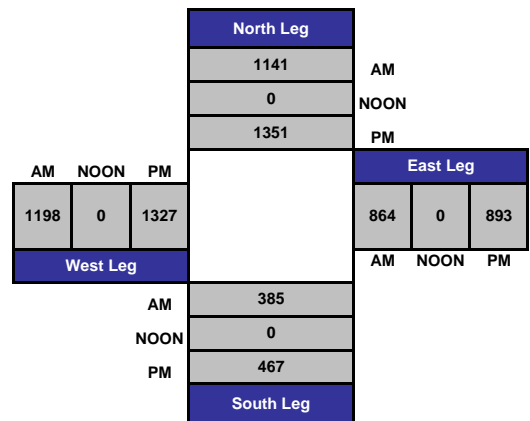 North Leg
1141 AM
0 NOON
1351 PM
AM NOON PM
East Leg
1198 0 1327
864 0 893
West Leg
AM NOON PM
AM 385
NOON 0
PM 467
South Leg